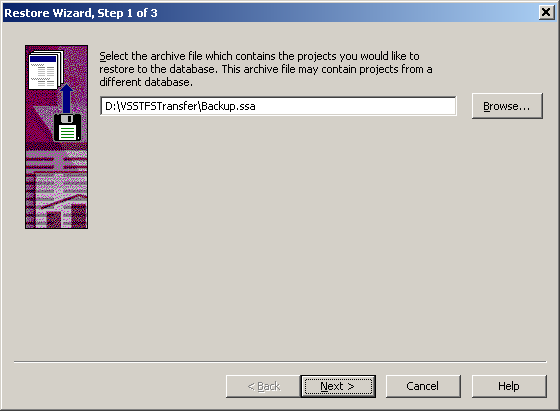 Restore Wizard, Step 1 of 3
Select the archive file which contains the projects you would like to
restore to the database. This archive file may contain projects from a
different database.
D:\VSSTFSTransfer\Backup.ssa
Browse...
< Back
Next >
Cancel
Help